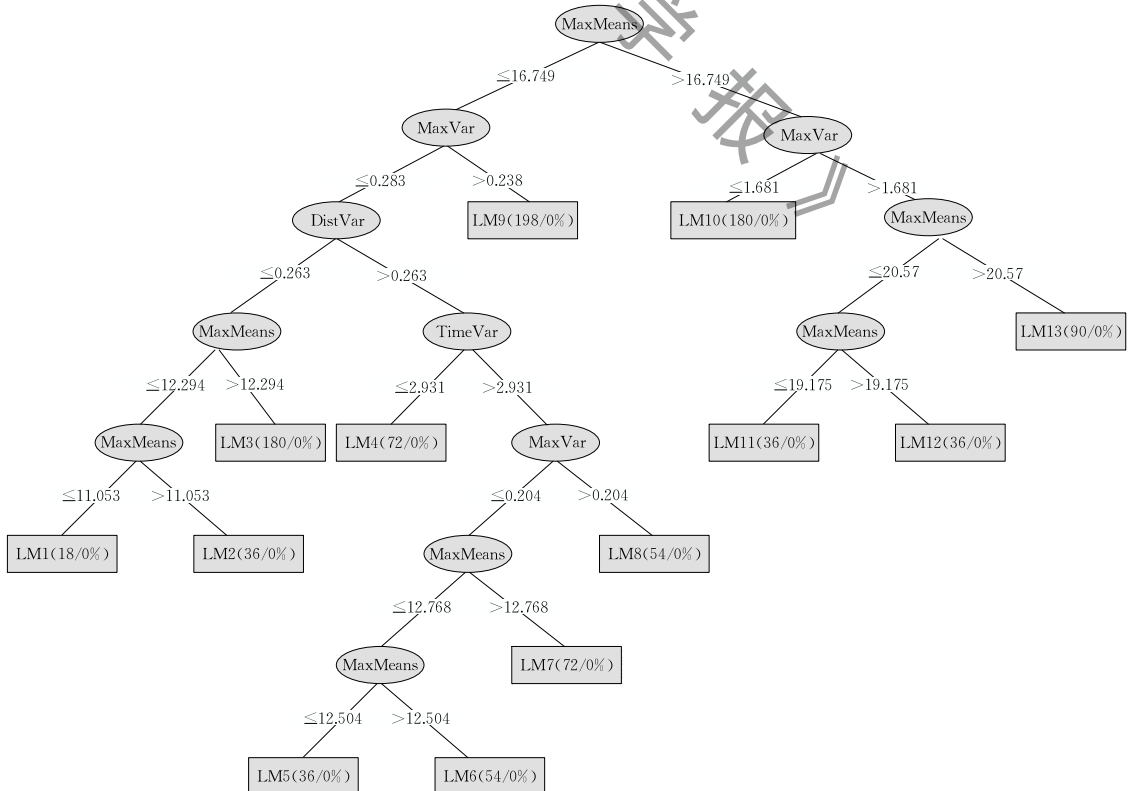 MaxMeans
≤16.749
>16.749
MaxVar
MaxVar
≤0.283
>0.238
≤1.681
>1.681
DistVar
LM9(198/0%)
LM10(180/0%)
MaxMeans
≤0.263
>0.263
≤20.57
>20.57
MaxMeans
TimeVar
MaxMeans
LM13(90/0%)
≤12.294
>12.294
≤2.931
>2.931
≤19.175
>19.175
MaxMeans
LM3(180/0%)
LM4(72/0%)
MaxVar
LM11(36/0%)
LM12(36/0%)
≤11.053
>11.053
≤0.204
>0.204
LM1(18/0%)
LM2(36/0%)
MaxMeans
LM8(54/0%)
≤12.768
>12.768
MaxMeans
LM7(72/0%)
≤12.504
>12.504
LM5(36/0%)
LM6(54/0%)
学报》